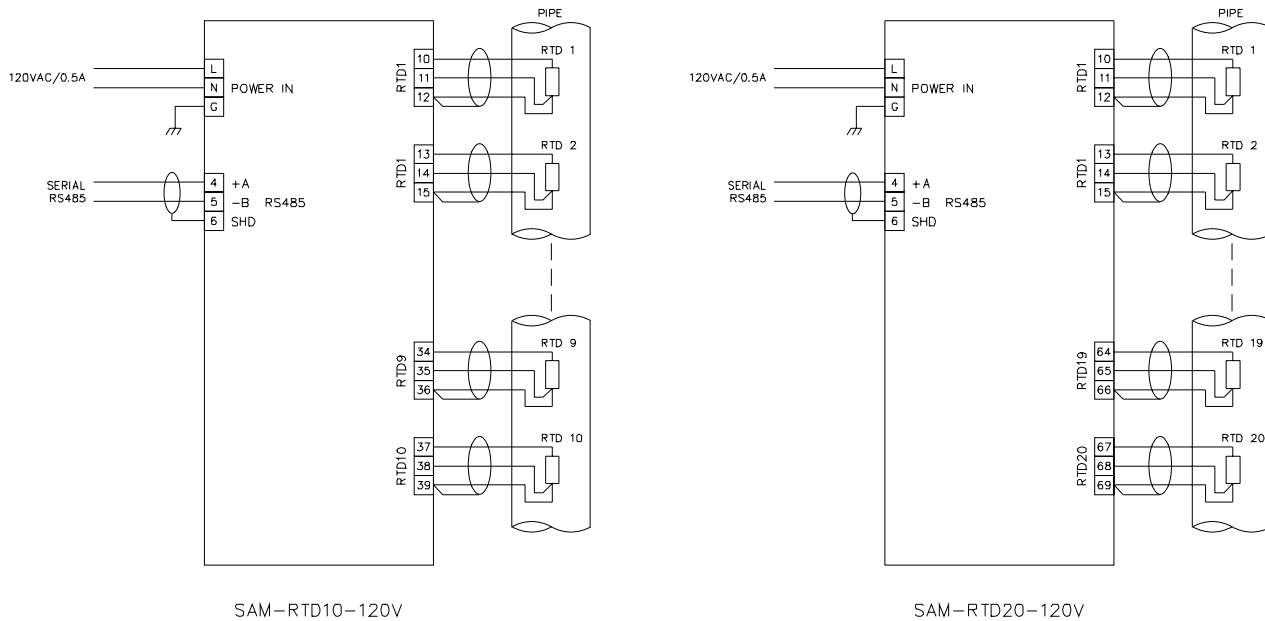 PIPE
RTD 1
10
11
12
RTD1
120VAC/0.5A
L
N
G
POWER IN
RTD 2
13
14
15
RTD1
SERIAL
RS485
4
5
6
+A
-B RS485
SHD
RTD 9
34
35
36
RTD9
RTD 10
37
38
39
RTD10
SAM-RTD10-120V
PIPE
RTD 1
10
11
12
RTD1
120VAC/0.5A
L
N
G
POWER IN
RTD 2
13
14
15
RTD1
SERIAL
RS485
4
5
6
+A
-B RS485
SHD
RTD 19
64
65
66
RTD19
RTD 20
67
68
69
RTD20
SAM-RTD20-120V